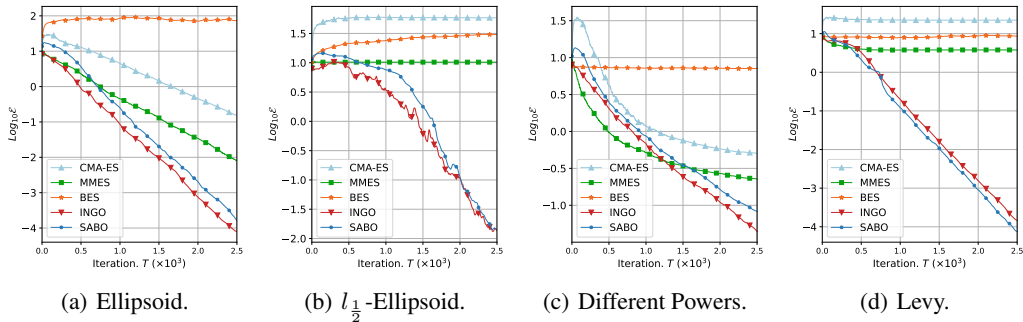 2
1
0
−1
−2
−3
−4
Log10ℰ
CMA-ES
MMES
BES
INGO
SABO
0.0 0.5 1.0 1.5 2.0 2.5
Iteration. T (×10³)
(a) Ellipsoid.
1.5
1.0
0.5
0.0
−0.5
−1.0
−1.5
−2.0
Log10ℰ
CMA-ES
MMES
BES
INGO
SABO
0.0 0.5 1.0 1.5 2.0 2.5
Iteration. T (×10³)
(b) l½-Ellipsoid.
1.5
1.0
0.5
0.0
−0.5
−1.0
Log10ℰ
CMA-ES
MMES
BES
INGO
SABO
0.0 0.5 1.0 1.5 2.0 2.5
Iteration. T (×10³)
(c) Different Powers.
1
0
−1
−2
−3
−4
Log10ℰ
CMA-ES
MMES
BES
INGO
SABO
0.0 0.5 1.0 1.5 2.0 2.5
Iteration. T (×10³)
(d) Levy.